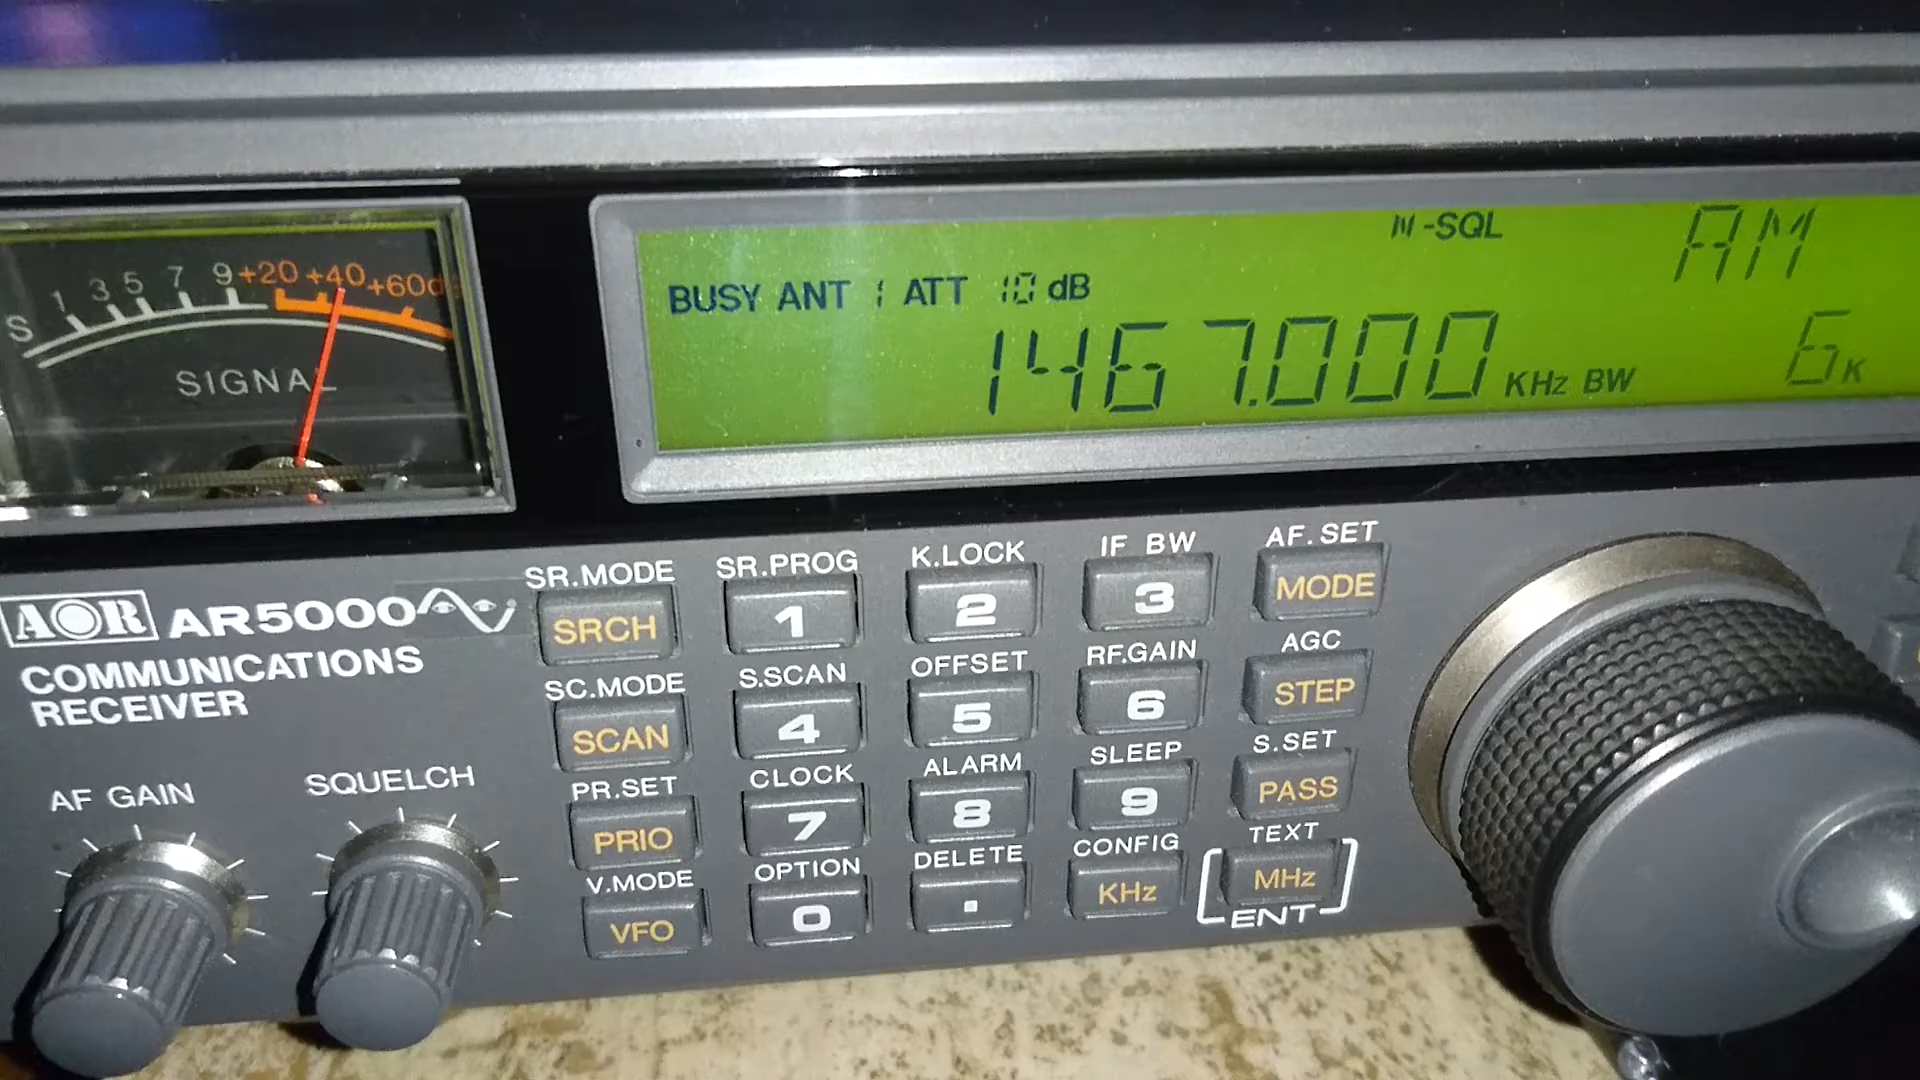 S 1 3 5 7 9 +20 +40 +60d
SIGNAL
N-SQL AM
BUSY ANT 1 ATT 10 dB
1467.000 KHz BW 6K
AOR AR5000
COMMUNICATIONS
RECEIVER
AF GAIN
SQUELCH
SR.MODE SR.PROG K.LOCK IF BW AF.SET
SRCH 1 2 3 MODE
SC.MODE S.SCAN OFFSET RF.GAIN AGC
SCAN 4 5 6 STEP
PR.SET CLOCK ALARM SLEEP S.SET
PRIO 7 8 9 PASS
V.MODE OPTION DELETE CONFIG TEXT
VFO 0 . KHz MHz
ENT